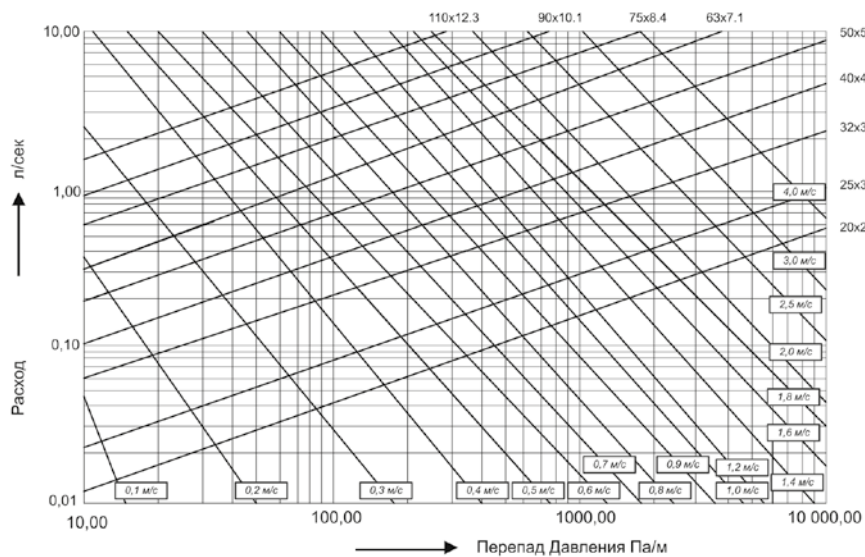 110x12.3 90x10.1 75x8.4 63x7.1
10,00
50x5
40x4
32x3
л/сек
1,00
25x3
4,0 м/с
20x2
3,0 м/с
2,5 м/с
0,10
2,0 м/с
Расход
1,8 м/с
1,6 м/с
0,7 м/с 0,9 м/с 1,2 м/с
1,4 м/с
0,1 м/с 0,2 м/с 0,3 м/с 0,4 м/с 0,5 м/с 0,6 м/с 0,8 м/с 1,0 м/с
0,01
10,00 100,00 1000,00 10 000,00
Перепад Давления Па/м